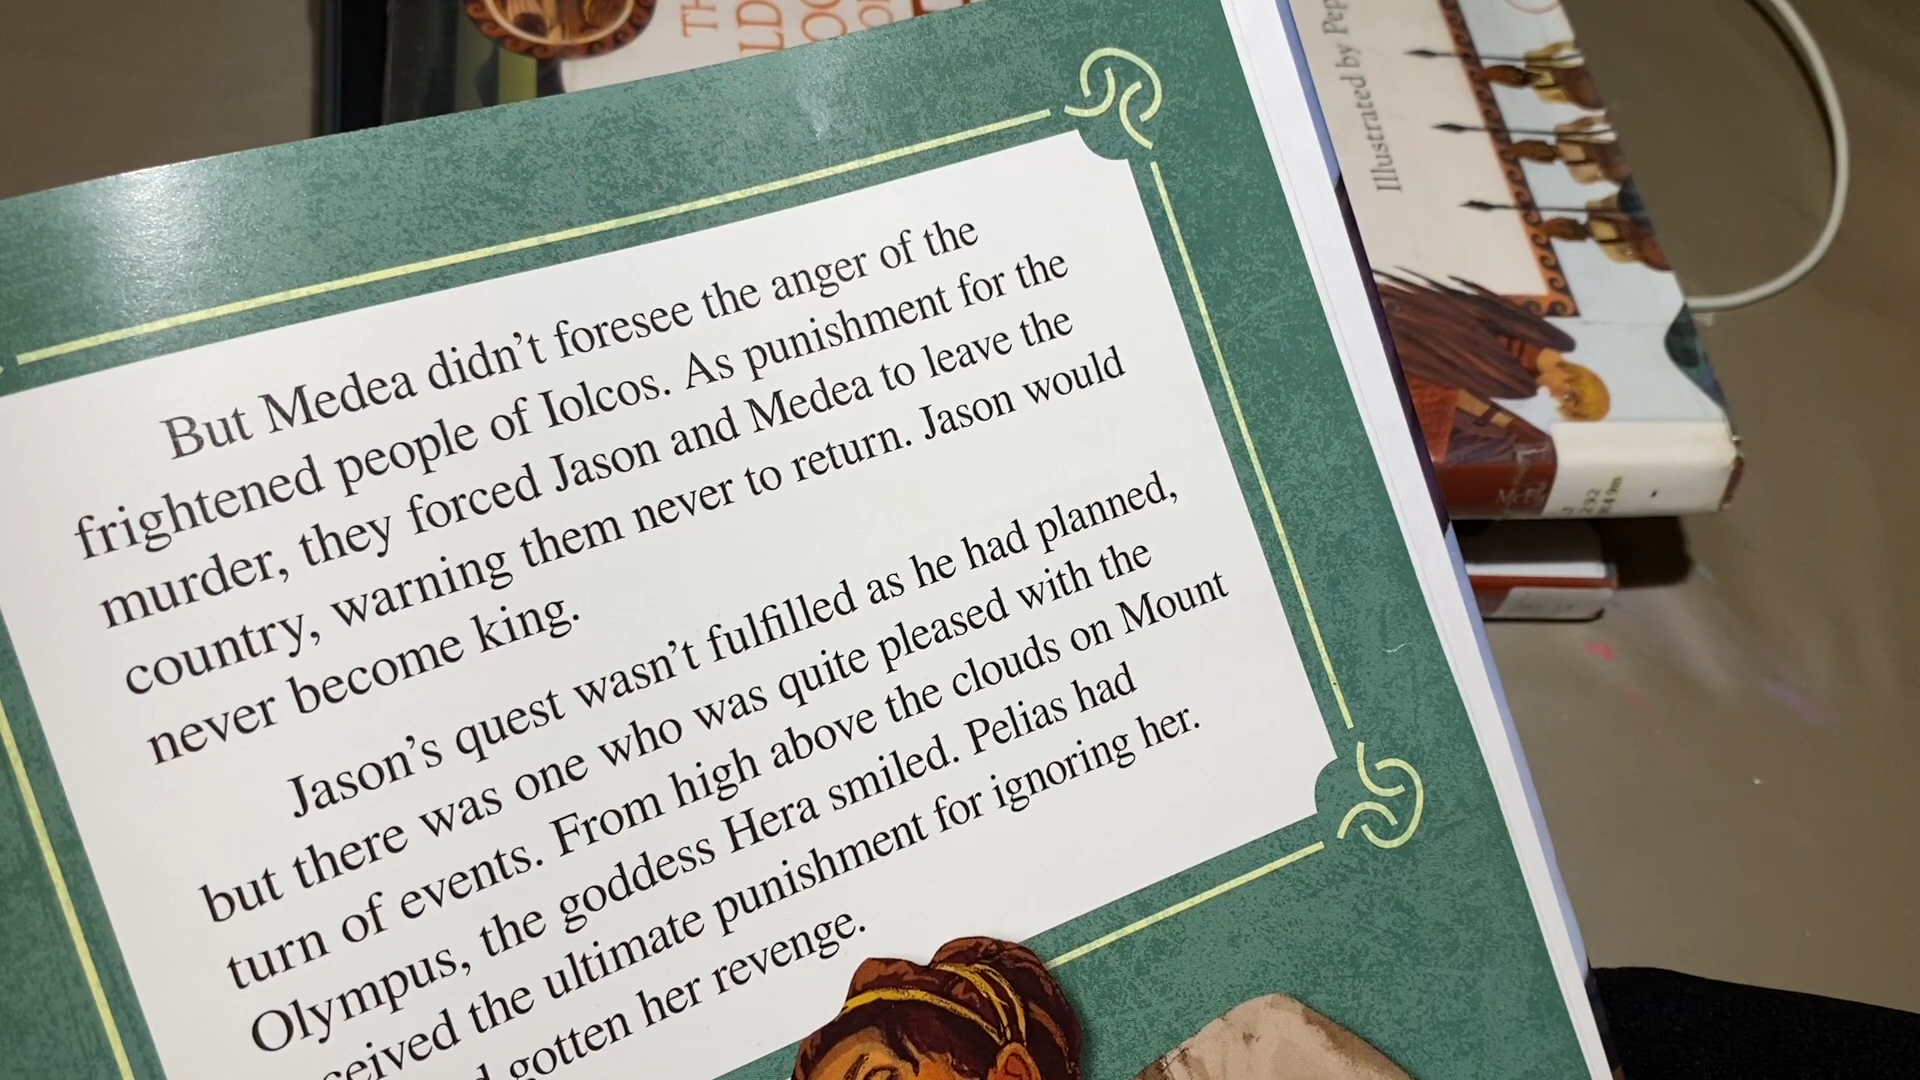 But Medea didn't foresee the anger of the
frightened people of Iolcos. As punishment for the
murder, they forced Jason and Medea to leave the
country, warning them never to return. Jason would
never become king.
Jason's quest wasn't fulfilled as he had planned,
but there was one who was quite pleased with the
turn of events. From high above the clouds on Mount
Olympus, the goddess Hera smiled. Pelias had
ceived the ultimate punishment for ignoring her.
gotten her revenge.
Illustrated by Pep